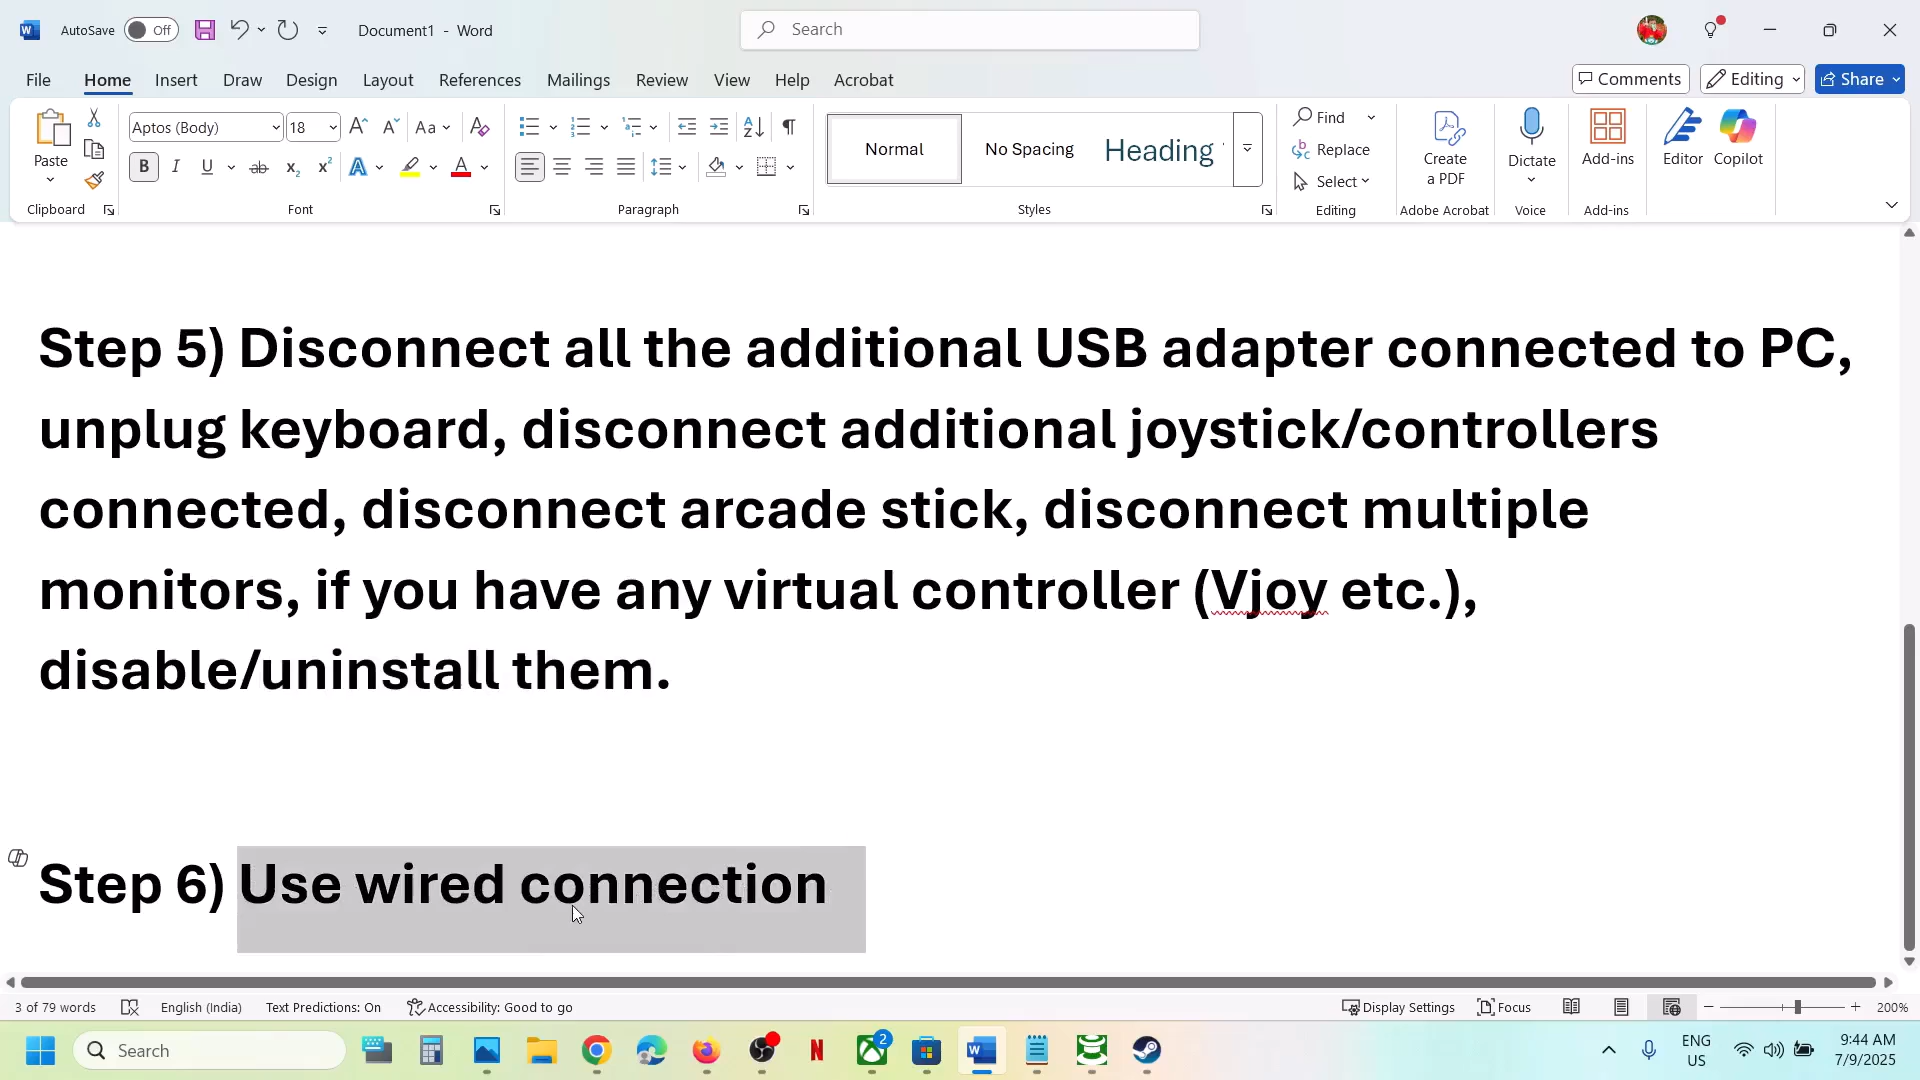 AutoSave Off Document1 - Word Search
File Home Insert Draw Design Layout References Mailings Review View Help Acrobat Comments Editing Share
Paste Aptos (Body) 18 Normal No Spacing Heading Find Replace Select Create a PDF Dictate Add-ins Editor Copilot
Clipboard Font Paragraph Styles Editing Adobe Acrobat Voice Add-ins
Step 5) Disconnect all the additional USB adapter connected to PC,
unplug keyboard, disconnect additional joystick/controllers
connected, disconnect arcade stick, disconnect multiple
monitors, if you have any virtual controller (Vjoy etc.),
disable/uninstall them.
Step 6) Use wired connection
3 of 79 words English (India) Text Predictions: On Accessibility: Good to go Display Settings Focus 200%
Search 2 ENG US 9:44 AM 7/9/2025